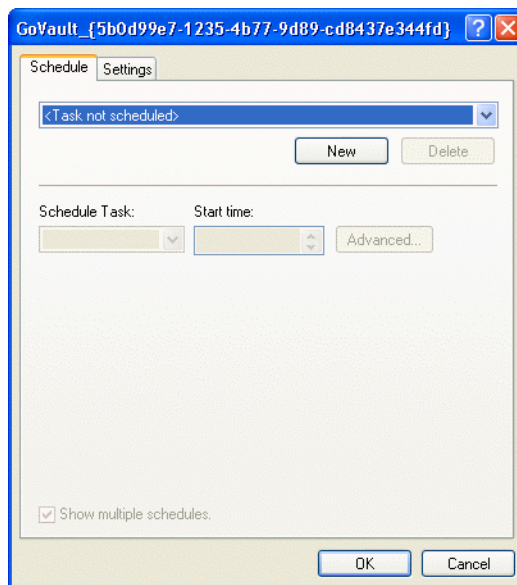 GoVault_{5b0d99e7-1235-4b77-9d89-cd8437e344fd}
Schedule Settings
<Task not scheduled>
New Delete
Schedule Task: Start time:
Advanced...
Show multiple schedules.
OK Cancel